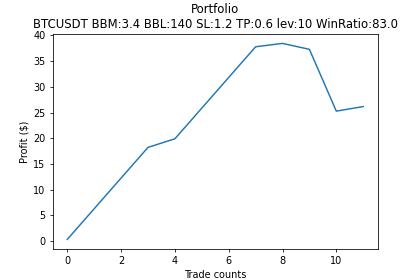 Portfolio
BTCUSDT BBM:3.4 BBL:140 SL:1.2 TP:0.6 lev:10 WinRatio:83.0
40
35
30
25
20
15
10
5
0
Profit ($)
0 2 4 6 8 10
Trade counts